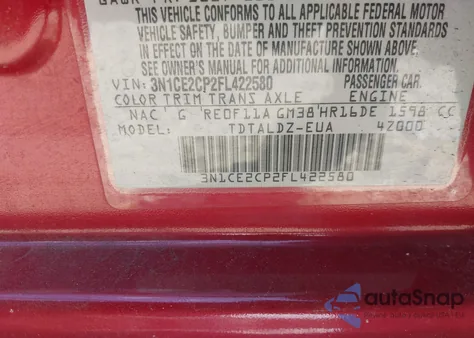 THIS VEHICLE CONFORMS TO ALL APPLICABLE FEDERAL MOTOR
VEHICLE SAFETY, BUMPER AND THEFT PREVENTION STANDARDS
IN EFFECT ON THE DATE OF MANUFACTURE SHOWN ABOVE. SEE
OWNER'S MANUAL FOR ADDITIONAL INFORMATION.
VIN: 3N1CE2CP2FL422580 PASSENGER CAR.
COLOR TRIM TRANS AXLE ENGINE
NAC G RE0F11A GM38 HR16DE 1598 CC
MODEL: TDTALDZ-EUA 42000
3N1CE2CP2FL422580
autoSnap